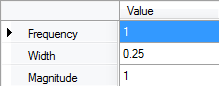 Value
Frequency 1
Width 0.25
Magnitude 1